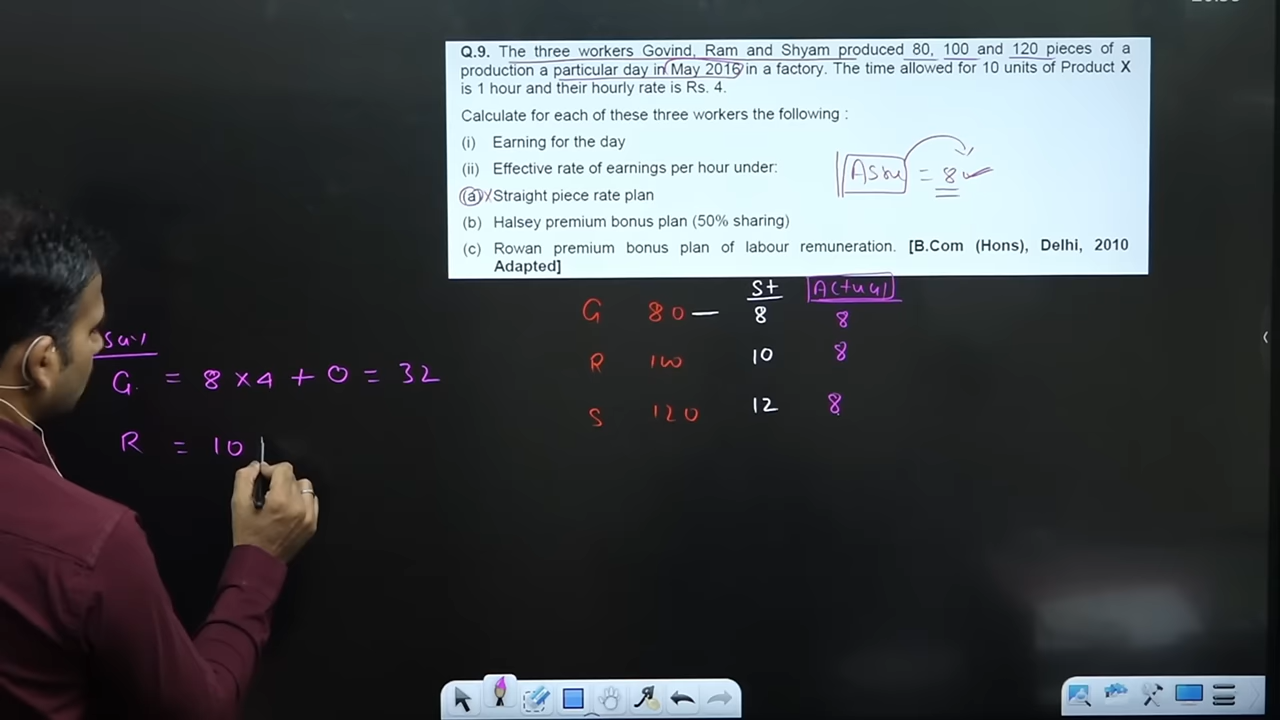 Q.9. The three workers Govind, Ram and Shyam produced 80, 100 and 120 pieces of a
production a particular day in May 2016 in a factory. The time allowed for 10 units of Product X
is 1 hour and their hourly rate is Rs. 4.
Calculate for each of these three workers the following :
(i) Earning for the day
(ii) Effective rate of earnings per hour under:
(a) Straight piece rate plan
(b) Halsey premium bonus plan (50% sharing)
(c) Rowan premium bonus plan of labour remuneration. [B.Com (Hons), Delhi, 2010
Adapted]
= 8
St Actual
G 80 — 8 8
R 100 10 8
S 120 12 8
G. = 8 × 4 + 0 = 32
R = 10